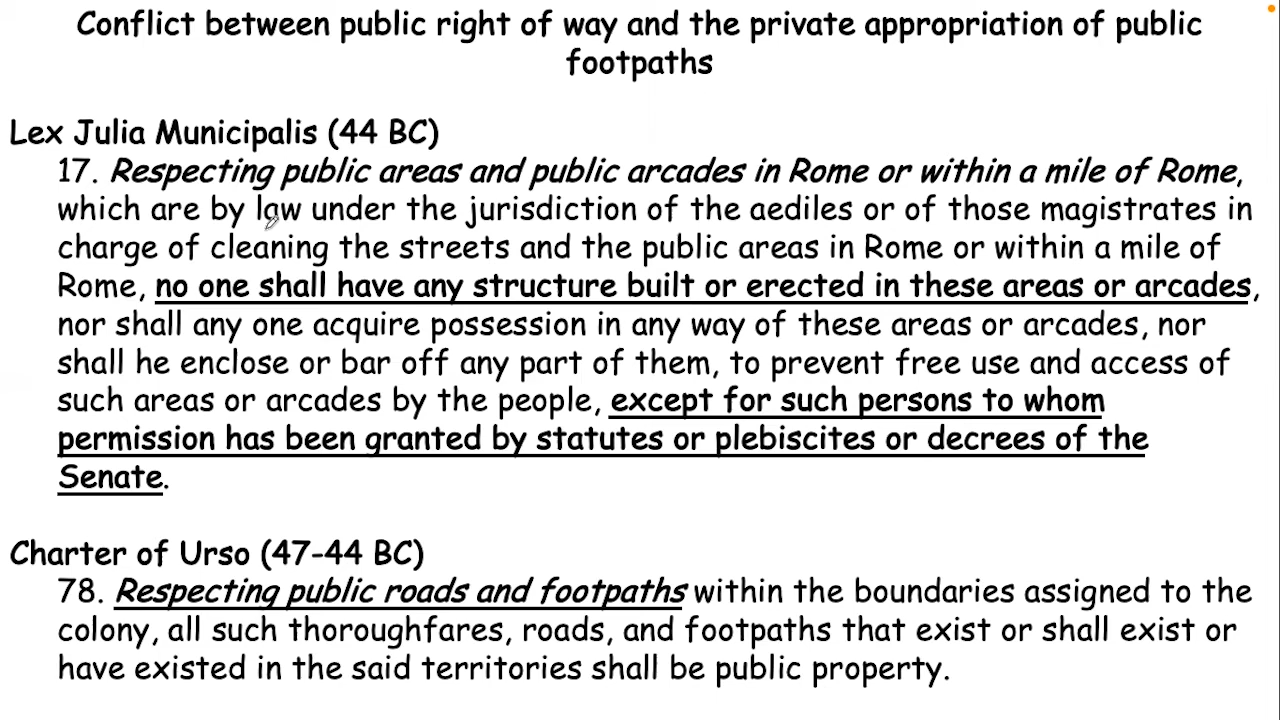 Conflict between public right of way and the private appropriation of public
footpaths
Lex Julia Municipalis (44 BC)
17. Respecting public areas and public arcades in Rome or within a mile of Rome,
which are by law under the jurisdiction of the aediles or of those magistrates in
charge of cleaning the streets and the public areas in Rome or within a mile of
Rome, no one shall have any structure built or erected in these areas or arcades,
nor shall any one acquire possession in any way of these areas or arcades, nor
shall he enclose or bar off any part of them, to prevent free use and access of
such areas or arcades by the people, except for such persons to whom
permission has been granted by statutes or plebiscites or decrees of the
Senate.
Charter of Urso (47-44 BC)
78. Respecting public roads and footpaths within the boundaries assigned to the
colony, all such thoroughfares, roads, and footpaths that exist or shall exist or
have existed in the said territories shall be public property.